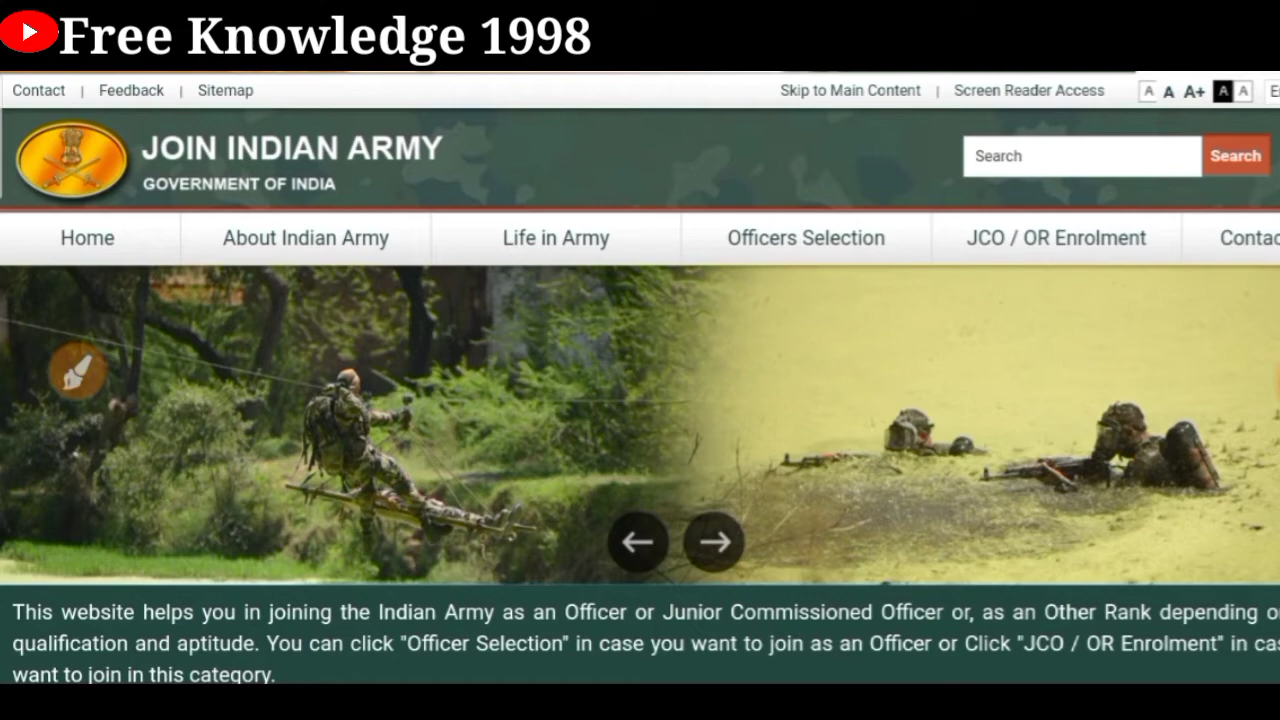 Free Knowledge 1998
Contact | Feedback | Sitemap
Skip to Main Content | Screen Reader Access
A A A+ A A
JOIN INDIAN ARMY
GOVERNMENT OF INDIA
Search Search
Home About Indian Army Life in Army Officers Selection JCO / OR Enrolment
This website helps you in joining the Indian Army as an Officer or Junior Commissioned Officer or, as an Other Rank depending
qualification and aptitude. You can click "Officer Selection" in case you want to join as an Officer or Click "JCO / OR Enrolment" in
want to join in this category.